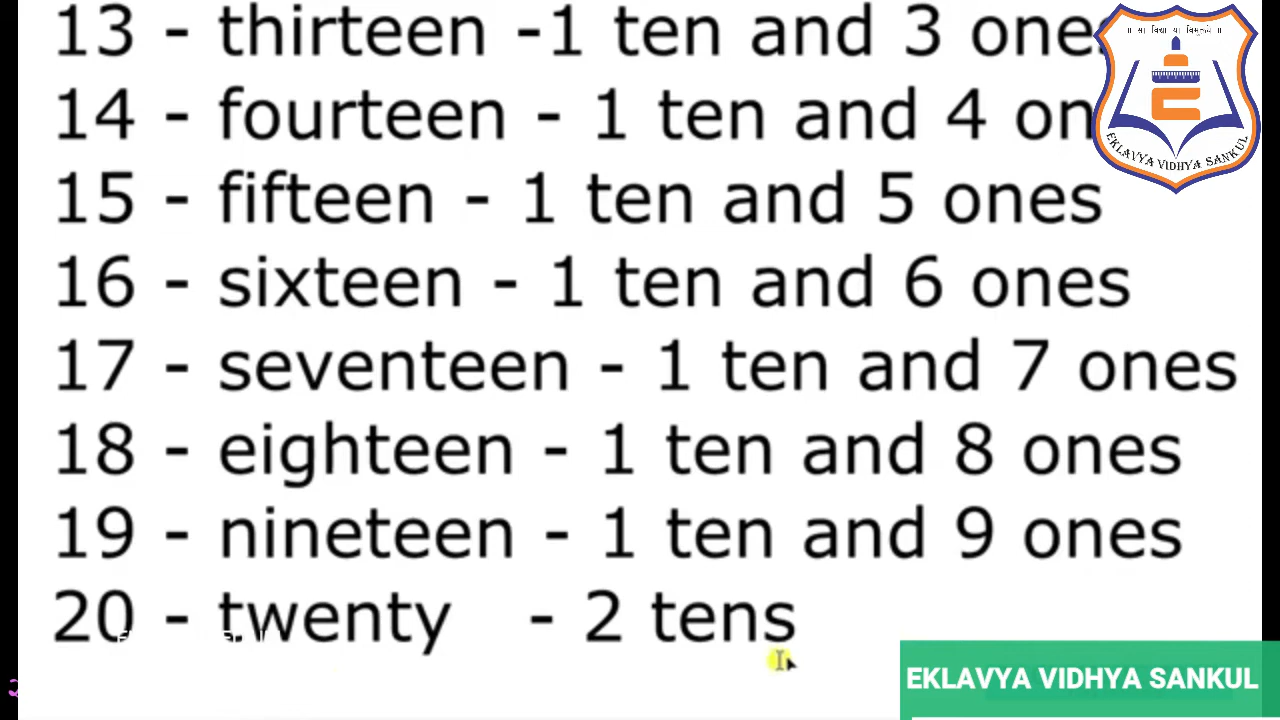 13 - thirteen -1 ten and 3 ones
14 - fourteen - 1 ten and 4 on
15 - fifteen - 1 ten and 5 ones
16 - sixteen - 1 ten and 6 ones
17 - seventeen - 1 ten and 7 ones
18 - eighteen - 1 ten and 8 ones
19 - nineteen - 1 ten and 9 ones
20 - twenty - 2 tens
EKLAVYA VIDHYA SANKUL
EKLAVYA VIDHYA SANKUL